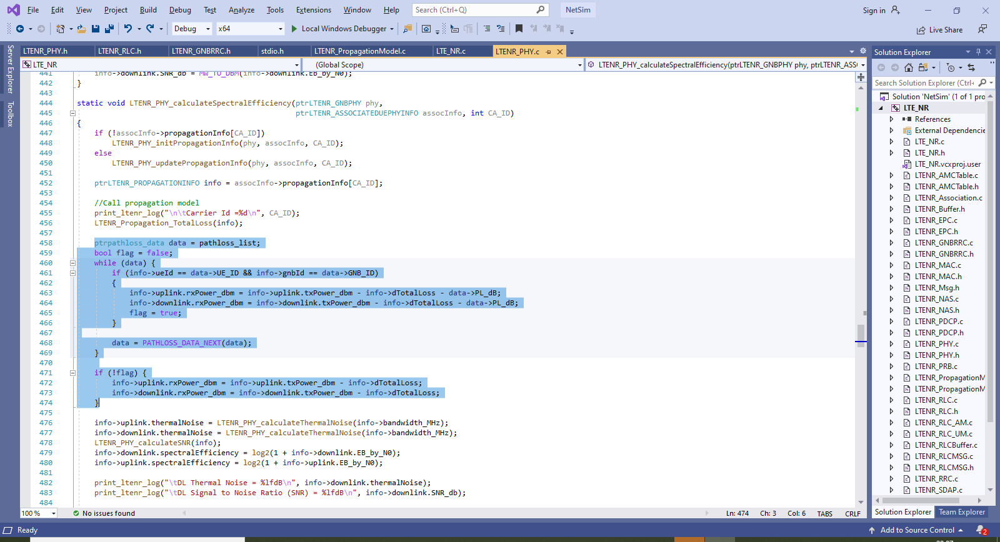 File Edit View Project Build Debug Test Analyze Tools Extensions Window Help Search (Ctrl+Q) NetSim Sign in
Debug x64 Local Windows Debugger Live Share
Server Explorer
Toolbox
LTENR_PHY.h LTENR_RLC.h LTENR_GNBRRC.h stdio.h LTENR_PropagationModel.c LTE_NR.c LTENR_PHY.c
LTE_NR (Global Scope) LTENR_PHY_calculateSpectralEfficiency(ptrLTENR_GNBPHY phy, ptrLTENR_ASSO
441 info->downlink.SNR_db = MW_TO_DBM(info->downlink.EB_by_N0);
442 }
443
444 static void LTENR_PHY_calculateSpectralEfficiency(ptrLTENR_GNBPHY phy,
445 ptrLTENR_ASSOCIATEDUEPHYINFO assocInfo, int CA_ID)
446 {
447 if (!assocInfo->propagationInfo[CA_ID])
448 LTENR_PHY_initPropagationInfo(phy, assocInfo, CA_ID);
449 else
450 LTENR_PHY_updatePropagationInfo(phy, assocInfo, CA_ID);
451
452 ptrLTENR_PROPAGATIONINFO info = assocInfo->propagationInfo[CA_ID];
453
454 //Call propagation model
455 print_ltenr_log("\n\tCarrier Id =%d\n", CA_ID);
456 LTENR_Propagation_TotalLoss(info);
457
458 ptrpathloss_data data = pathloss_list;
459 bool flag = false;
460 while (data) {
461 if (info->ueId == data->UE_ID && info->gnbId == data->GNB_ID)
462 {
463 info->uplink.rxPower_dbm = info->uplink.txPower_dbm - info->dTotalLoss - data->PL_dB;
464 info->downlink.rxPower_dbm = info->downlink.txPower_dbm - info->dTotalLoss - data->PL_dB;
465 flag = true;
466 }
467
468 data = PATHLOSS_DATA_NEXT(data);
469 }
470
471 if (!flag) {
472 info->uplink.rxPower_dbm = info->uplink.txPower_dbm - info->dTotalLoss;
473 info->downlink.rxPower_dbm = info->downlink.txPower_dbm - info->dTotalLoss;
474 }
475
476 info->uplink.thermalNoise = LTENR_PHY_calculateThermalNoise(info->bandwidth_MHz);
477 info->downlink.thermalNoise = LTENR_PHY_calculateThermalNoise(info->bandwidth_MHz);
478 LTENR_PHY_calculateSNR(info);
479 info->downlink.spectralEfficiency = log2(1 + info->downlink.EB_by_N0);
480 info->uplink.spectralEfficiency = log2(1 + info->uplink.EB_by_N0);
481
482 print_ltenr_log("\tDL Thermal Noise = %lfdB\n", info->downlink.thermalNoise);
483 print_ltenr_log("\tDL Signal to Noise Ratio (SNR) = %lfdB\n", info->downlink.SNR_db);
484
100 % No issues found Ln: 474 Ch: 3 Col: 6 TABS CRLF
Solution Explorer
Search Solution Explorer (Ctrl+
Solution 'NetSim' (1 of 1 pro
LTE_NR
References
External Dependencie
LTE_NR.c
LTE_NR.h
LTE_NR.vcxproj.user
LTENR_AMCTable.c
LTENR_AMCTable.h
LTENR_Association.c
LTENR_Buffer.h
LTENR_EPC.c
LTENR_EPC.h
LTENR_GNBRRC.c
LTENR_GNBRRC.h
LTENR_MAC.c
LTENR_MAC.h
LTENR_Msg.h
LTENR_NAS.c
LTENR_NAS.h
LTENR_PDCP.c
LTENR_PDCP.h
LTENR_PHY.c
LTENR_PHY.h
LTENR_PRB.c
LTENR_PropagationM
LTENR_PropagationM
LTENR_RLC.c
LTENR_RLC.h
LTENR_RLC_AM.c
LTENR_RLC_UM.c
LTENR_RLCBuffer.c
LTENR_RLCMSG.c
LTENR_RLCMSG.h
LTENR_RRC.c
LTENR_SDAP.c
Solution Explorer Team Explorer
Ready Add to Source Control 2